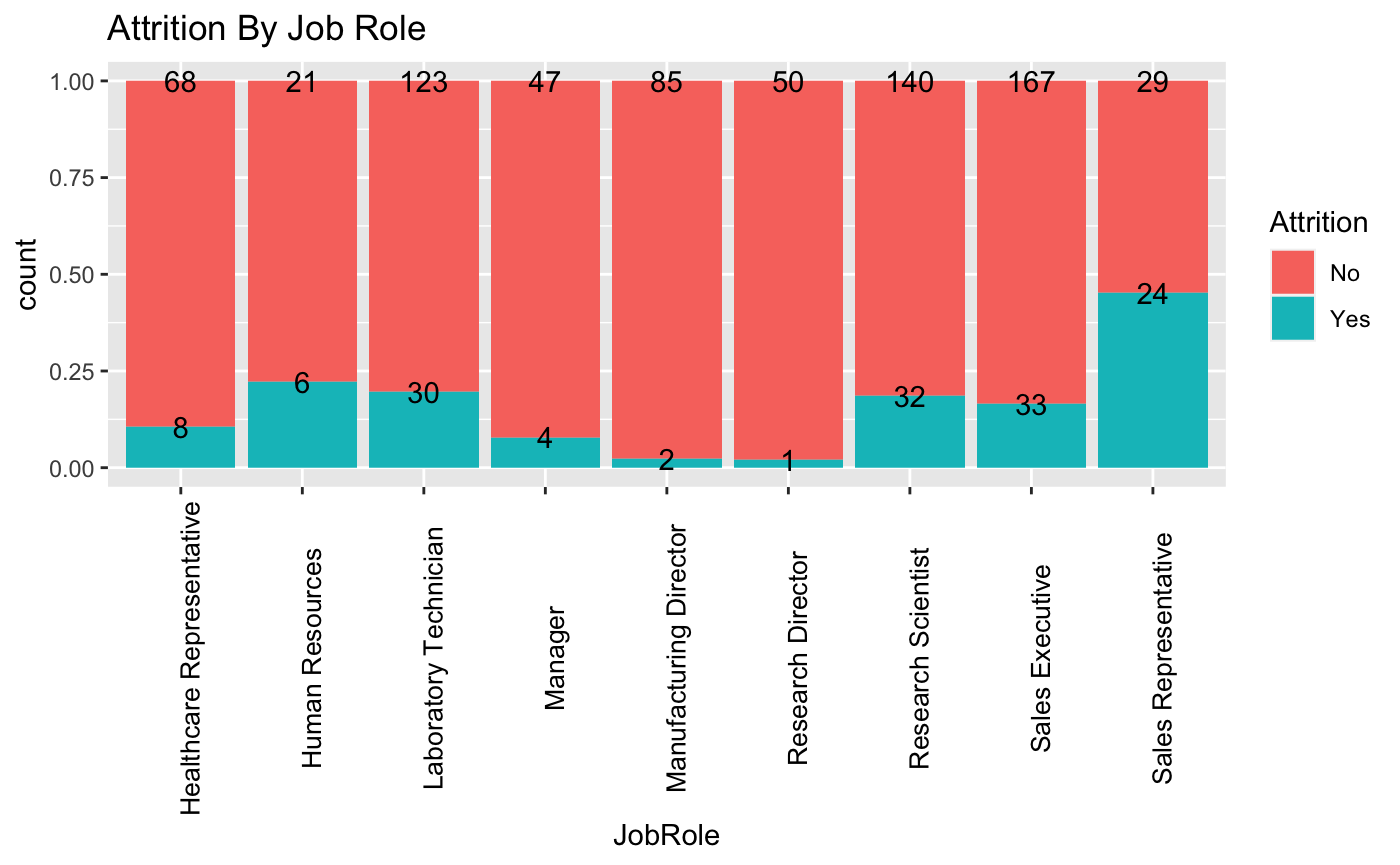 Attrition By Job Role
count
1.00
0.75
0.50
0.25
0.00
68 21 123 47 85 50 140 167 29
8 6 30 4 2 1 32 33 24
Healthcare Representative
Human Resources
Laboratory Technician
Manager
Manufacturing Director
Research Director
Research Scientist
Sales Executive
Sales Representative
JobRole
Attrition
No
Yes